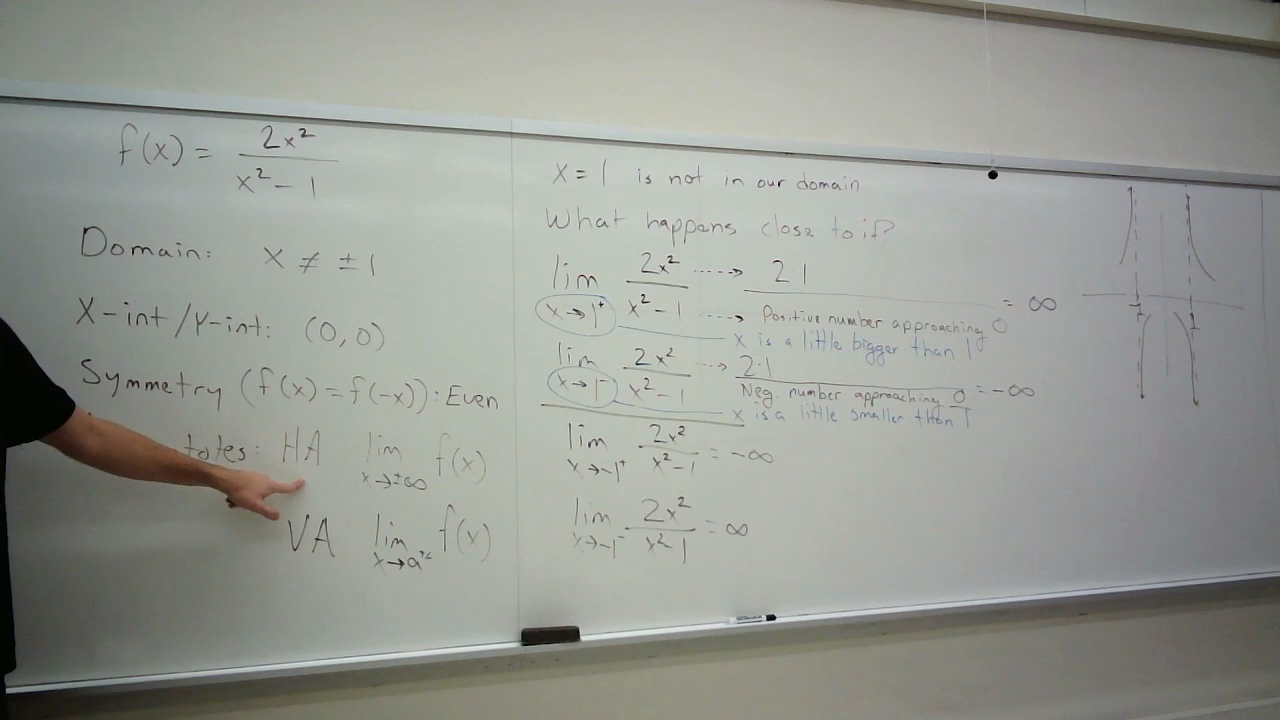 f(x) = 2x² / x² - 1
Domain: x ≠ ± 1
X-int/Y-int: (0,0)
Symmetry (f(x) = f(-x)): Even
totes: HA lim x→±∞ f(x)
VA lim x→a f(x)
x = 1 is not in our domain
What happens close to it?
lim x→1⁺ 2x² / x² - 1 → 2·1 / Positive number approaching 0 = ∞
x is a little bigger than 1
lim x→1⁻ 2x² / x² - 1 → 2·1 / Neg. number approaching 0 = -∞
x is a little smaller than 1
lim x→-1⁺ 2x² / x² - 1 = -∞
lim x→-1⁻ 2x² / x² - 1 = ∞
-1 1